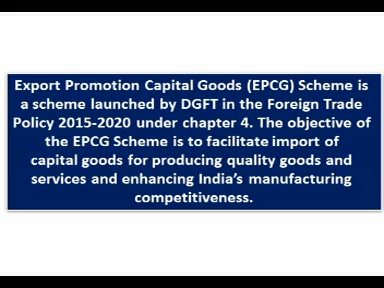 Export Promotion Capital Goods (EPCG) Scheme is
a scheme launched by DGFT in the Foreign Trade
Policy 2015-2020 under chapter 4. The objective of
the EPCG Scheme is to facilitate import of
capital goods for producing quality goods and
services and enhancing India's manufacturing
competitiveness.